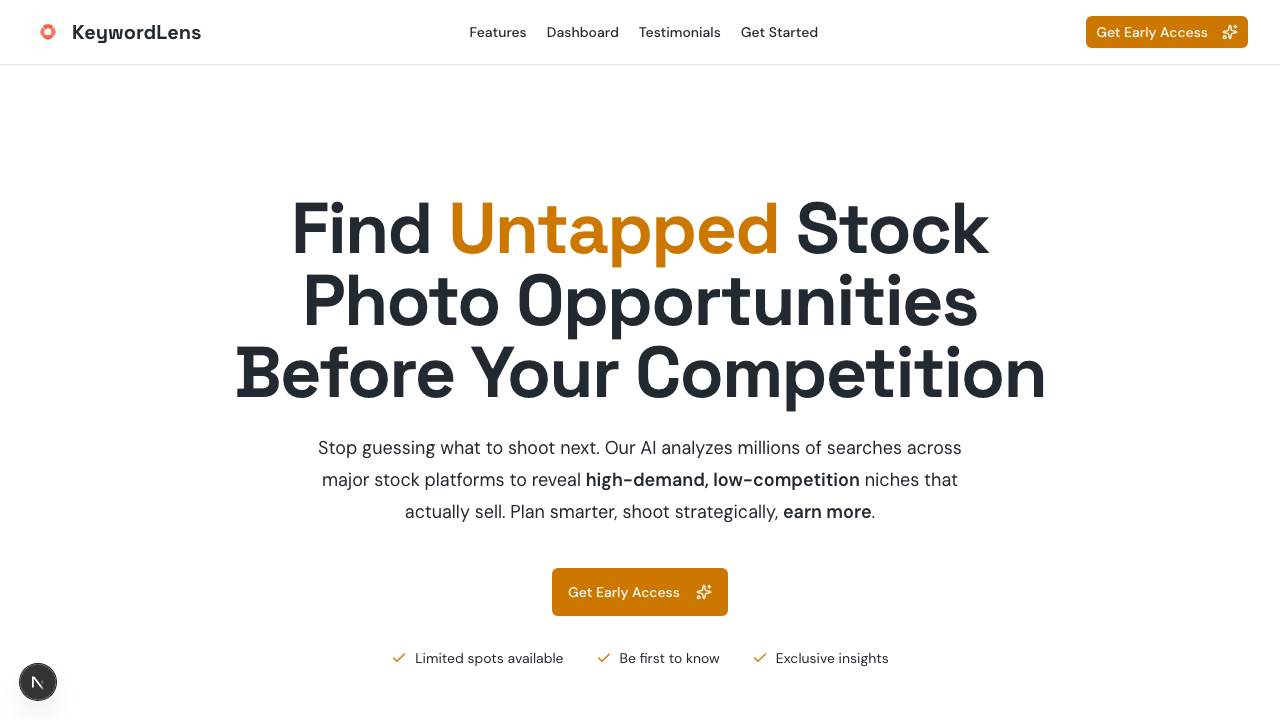 KeywordLens
Features
Dashboard
Testimonials
Get Started
Get Early Access
Find Untapped Stock
Photo Opportunities
Before Your Competition
Stop guessing what to shoot next. Our AI analyzes millions of searches across
major stock platforms to reveal high-demand, low-competition niches that
actually sell. Plan smarter, shoot strategically, earn more.
Get Early Access
Limited spots available
Be first to know
Exclusive insights
N